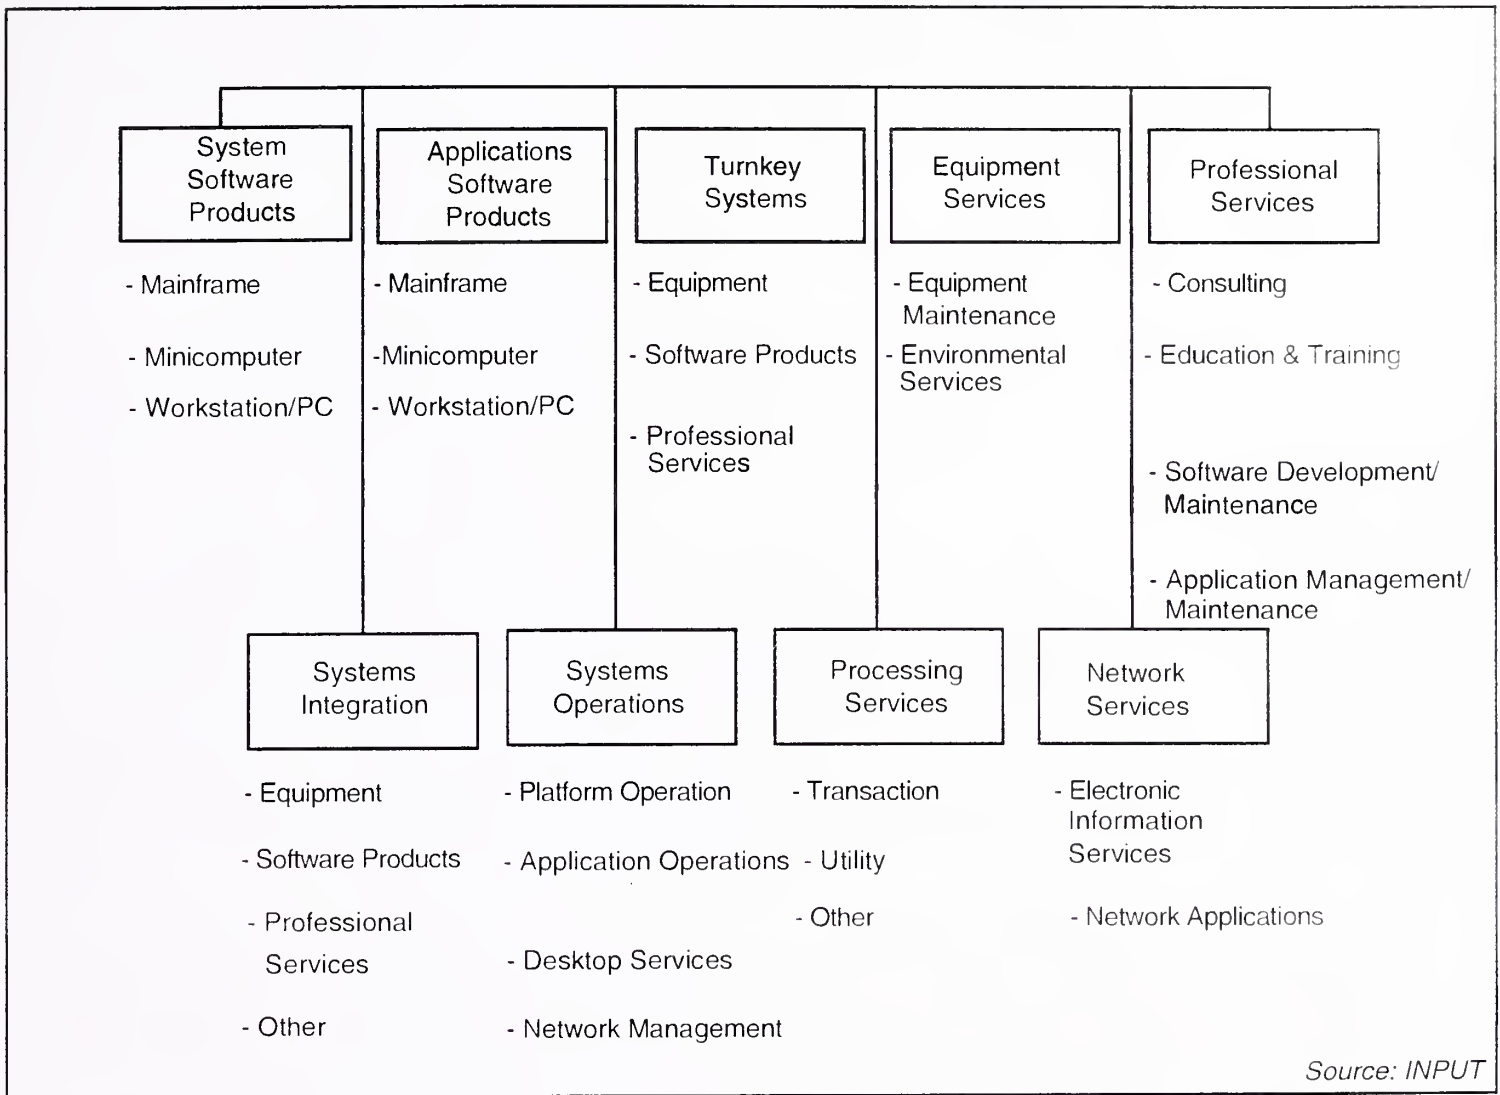 System
Software
Products
Applications
Software
Products
Turnkey
Systems
Equipment
Services
Professional
Services
- Mainframe
- Minicomputer
- Workstation/PC
- Mainframe
-Minicomputer
- Workstation/PC
- Equipment
- Software Products
- Professional
Services
- Equipment
Maintenance
- Environmental
Services
- Consulting
- Education & Training
- Software Development/
Maintenance
- Application Management/
Maintenance
Systems
Integration
Systems
Operations
Processing
Services
Network
Services
- Equipment
- Software Products
- Professional
Services
- Other
- Platform Operation
- Application Operations
- Desktop Services
- Network Management
- Transaction
- Utility
- Other
- Electronic
Information
Services
- Network Applications
Source: INPUT